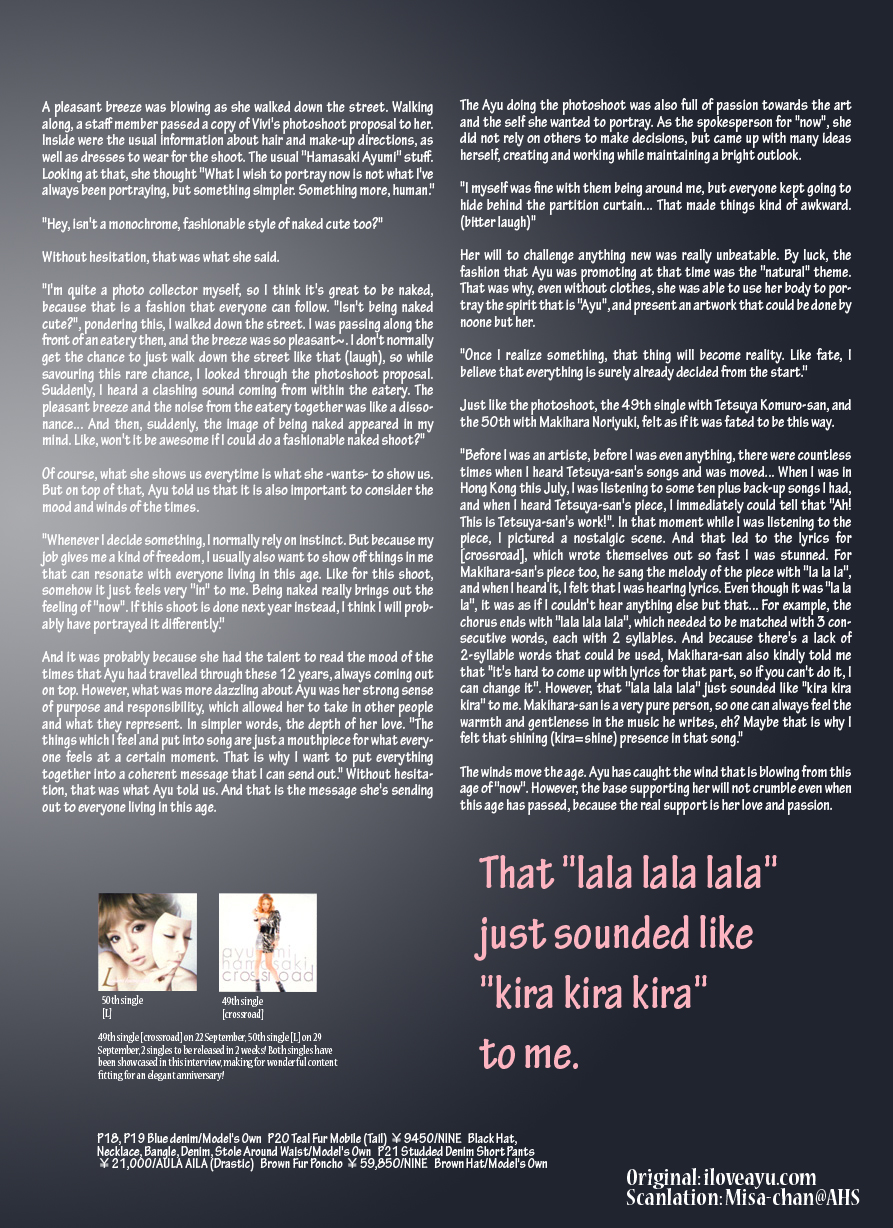 A pleasant breeze was blowing as she walked down the street. Walking
along, a staff member passed a copy of Vivi's photoshoot proposal to her.
Inside were the usual information about hair and make-up directions, as
well as dresses to wear for the shoot. The usual "Hamasaki Ayumi" stuff.
Looking at that, she thought "What I wish to portray now is not what I've
always been portraying, but something simpler. Something more, human."
"Hey, isn't a monochrome, fashionable style of naked cute too?"
Without hesitation, that was what she said.
"I'm quite a photo collector myself, so I think it's great to be naked,
because that is a fashion that everyone can follow. "Isn't being naked
cute?", pondering this, I walked down the street. I was passing along the
front of an eatery then, and the breeze was so pleasant~. I don't normally
get the chance to just walk down the street like that (laugh), so while
savouring this rare chance, I looked through the photoshoot proposal.
Suddenly, I heard a clashing sound coming from within the eatery. The
pleasant breeze and the noise from the eatery together was like a disso-
nance... And then, suddenly, the image of being naked appeared in my
mind. Like, won't it be awesome if I could do a fashionable naked shoot?"
Of course, what she shows us everytime is what she -wants- to show us.
But on top of that, Ayu told us that it is also important to consider the
mood and winds of the times.
"Whenever I decide something, I normally rely on instinct. But because my
job gives me a kind of freedom, I usually also want to show off things in me
that can resonate with everyone living in this age. Like for this shoot,
somehow it just feels very "in" to me. Being naked really brings out the
feeling of "now". If this shoot is done next year instead, I think I will prob-
ably have portrayed it differently."
And it was probably because she had the talent to read the mood of the
times that Ayu had travelled through these 12 years, always coming out
on top. However, what was more dazzling about Ayu was her strong sense
of purpose and responsibility, which allowed her to take in other people
and what they represent. In simpler words, the depth of her love. "The
things which I feel and put into song are just a mouthpiece for what every-
one feels at a certain moment. That is why I want to put everything
together into a coherent message that I can send out." Without hesita-
tion, that was what Ayu told us. And that is the message she's sending
out to everyone living in this age.
The Ayu doing the photoshoot was also full of passion towards the art
and the self she wanted to portray. As the spokesperson for "now", she
did not rely on others to make decisions, but came up with many ideas
herself, creating and working while maintaining a bright outlook.
"I myself was fine with them being around me, but everyone kept going to
hide behind the partition curtain... That made things kind of awkward.
(bitter laugh)"
Her will to challenge anything new was really unbeatable. By luck, the
fashion that Ayu was promoting at that time was the "natural" theme.
That was why, even without clothes, she was able to use her body to por-
tray the spirit that is "Ayu", and present an artwork that could be done by
noone but her.
"Once I realize something, that thing will become reality. Like fate, I
believe that everything is surely already decided from the start."
Just like the photoshoot, the 49th single with Tetsuya Komuro-san, and
the 50th with Makihara Noriyuki, felt as if it was fated to be this way.
"Before I was an artiste, before I was even anything, there were countless
times when I heard Tetsuya-san's songs and was moved... When I was in
Hong Kong this July, I was listening to some ten plus back-up songs I had,
and when I heard Tetsuya-san's piece, I immediately could tell that "Ah!
This is Tetsuya-san's work!". In that moment while I was listening to the
piece, I pictured a nostalgic scene. And that led to the lyrics for
[crossroad], which wrote themselves out so fast I was stunned. For
Makihara-san's piece too, he sang the melody of the piece with "la la la",
and when I heard it, I felt that I was hearing lyrics. Even though it was "la la
la", it was as if I couldn't hear anything else but that... For example, the
chorus ends with "lala lala lala", which needed to be matched with 3 con-
secutive words, each with 2 syllables. And because there's a lack of
2-syllable words that could be used, Makihara-san also kindly told me
that "it's hard to come up with lyrics for that part, so if you can't do it, I
can change it". However, that "lala lala lala" just sounded like "kira kira
kira" to me. Makihara-san is a very pure person, so one can always feel the
warmth and gentleness in the music he writes, eh? Maybe that is why I
felt that shining (kira=shine) presence in that song."
The winds move the age. Ayu has caught the wind that is blowing from this
age of "now". However, the base supporting her will not crumble even when
this age has passed, because the real support is her love and passion.
That "lala lala lala"
just sounded like
"kira kira kira"
to me.
L
ayumi
hamasaki
crossroad
50th single
[L]
49th single
[crossroad]
49th single [crossroad] on 22 September, 50th single [L] on 29
September, 2 singles to be released in 2 weeks! Both singles have
been showcased in this interview, making for wonderful content
fitting for an elegant anniversary!
P18, P19 Blue denim/Model's Own P20 Teal Fur Mobile (Tail) ¥9450/NINE Black Hat,
Necklace, Bangle, Denim, Stole Around Waist/Model's Own P21 Studded Denim Short Pants
¥21,000/AULA AILA (Drastic) Brown Fur Poncho ¥59,850/NINE Brown Hat/Model's Own
Original: iloveayu.com
Scanlation: Misa-chan@AHS